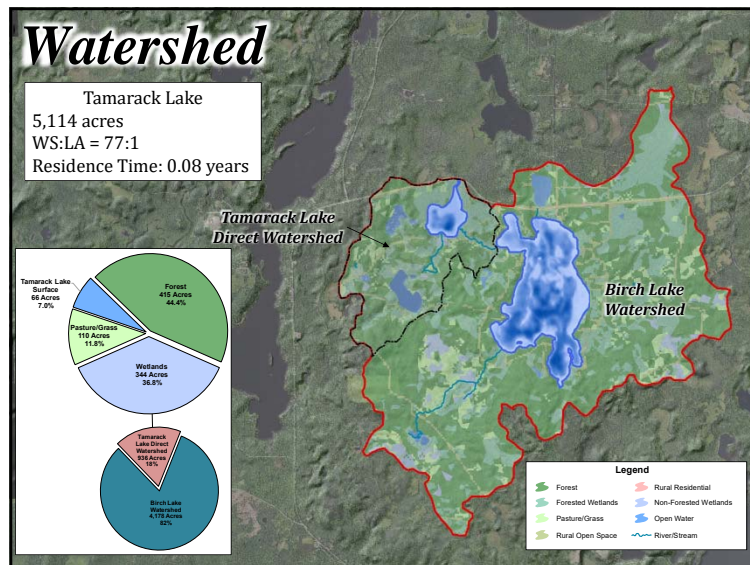 Watershed
Tamarack Lake
5,114 acres
WS:LA = 77:1
Residence Time: 0.08 years
Tamarack Lake
Direct Watershed
Birch Lake
Watershed
Forest
415 Acres
44.4%
Tamarack Lake
Surface
66 Acres
7.0%
Pasture/Grass
110 Acres
11.8%
Wetlands
344 Acres
36.8%
Tamarack
Lake Direct
Watershed
936 Acres
18%
Birch Lake
Watershed
4,178 Acres
82%
Legend
Forest
Forested Wetlands
Pasture/Grass
Rural Open Space
Rural Residential
Non-Forested Wetlands
Open Water
River/Stream